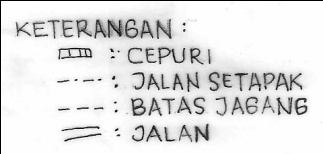 KETERANGAN :
: CEPURI
: JALAN SETAPAK
: BATAS JAGANG
: JALAN